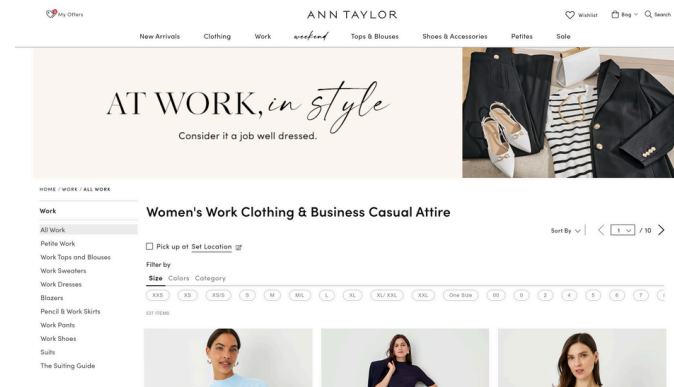 My Offers
ANN TAYLOR
Wishlist
Bag
Search
New Arrivals
Clothing
Work
weekend
Tops & Blouses
Shoes & Accessories
Petites
Sale
AT WORK, in style
Consider it a job well dressed.
HOME / WORK / ALL WORK
Work
All Work
Petite Work
Work Tops and Blouses
Work Sweaters
Work Dresses
Blazers
Pencil & Work Skirts
Work Pants
Work Shoes
Suits
The Suiting Guide
Women's Work Clothing & Business Casual Attire
Sort By
1 / 10
Pick up at Set Location
Filter by
Size Colors Category
XXS XS XS/S S M M/L L XL XL/ XXL XXL One Size 00 0 2 4 5 6 7
ITEMS